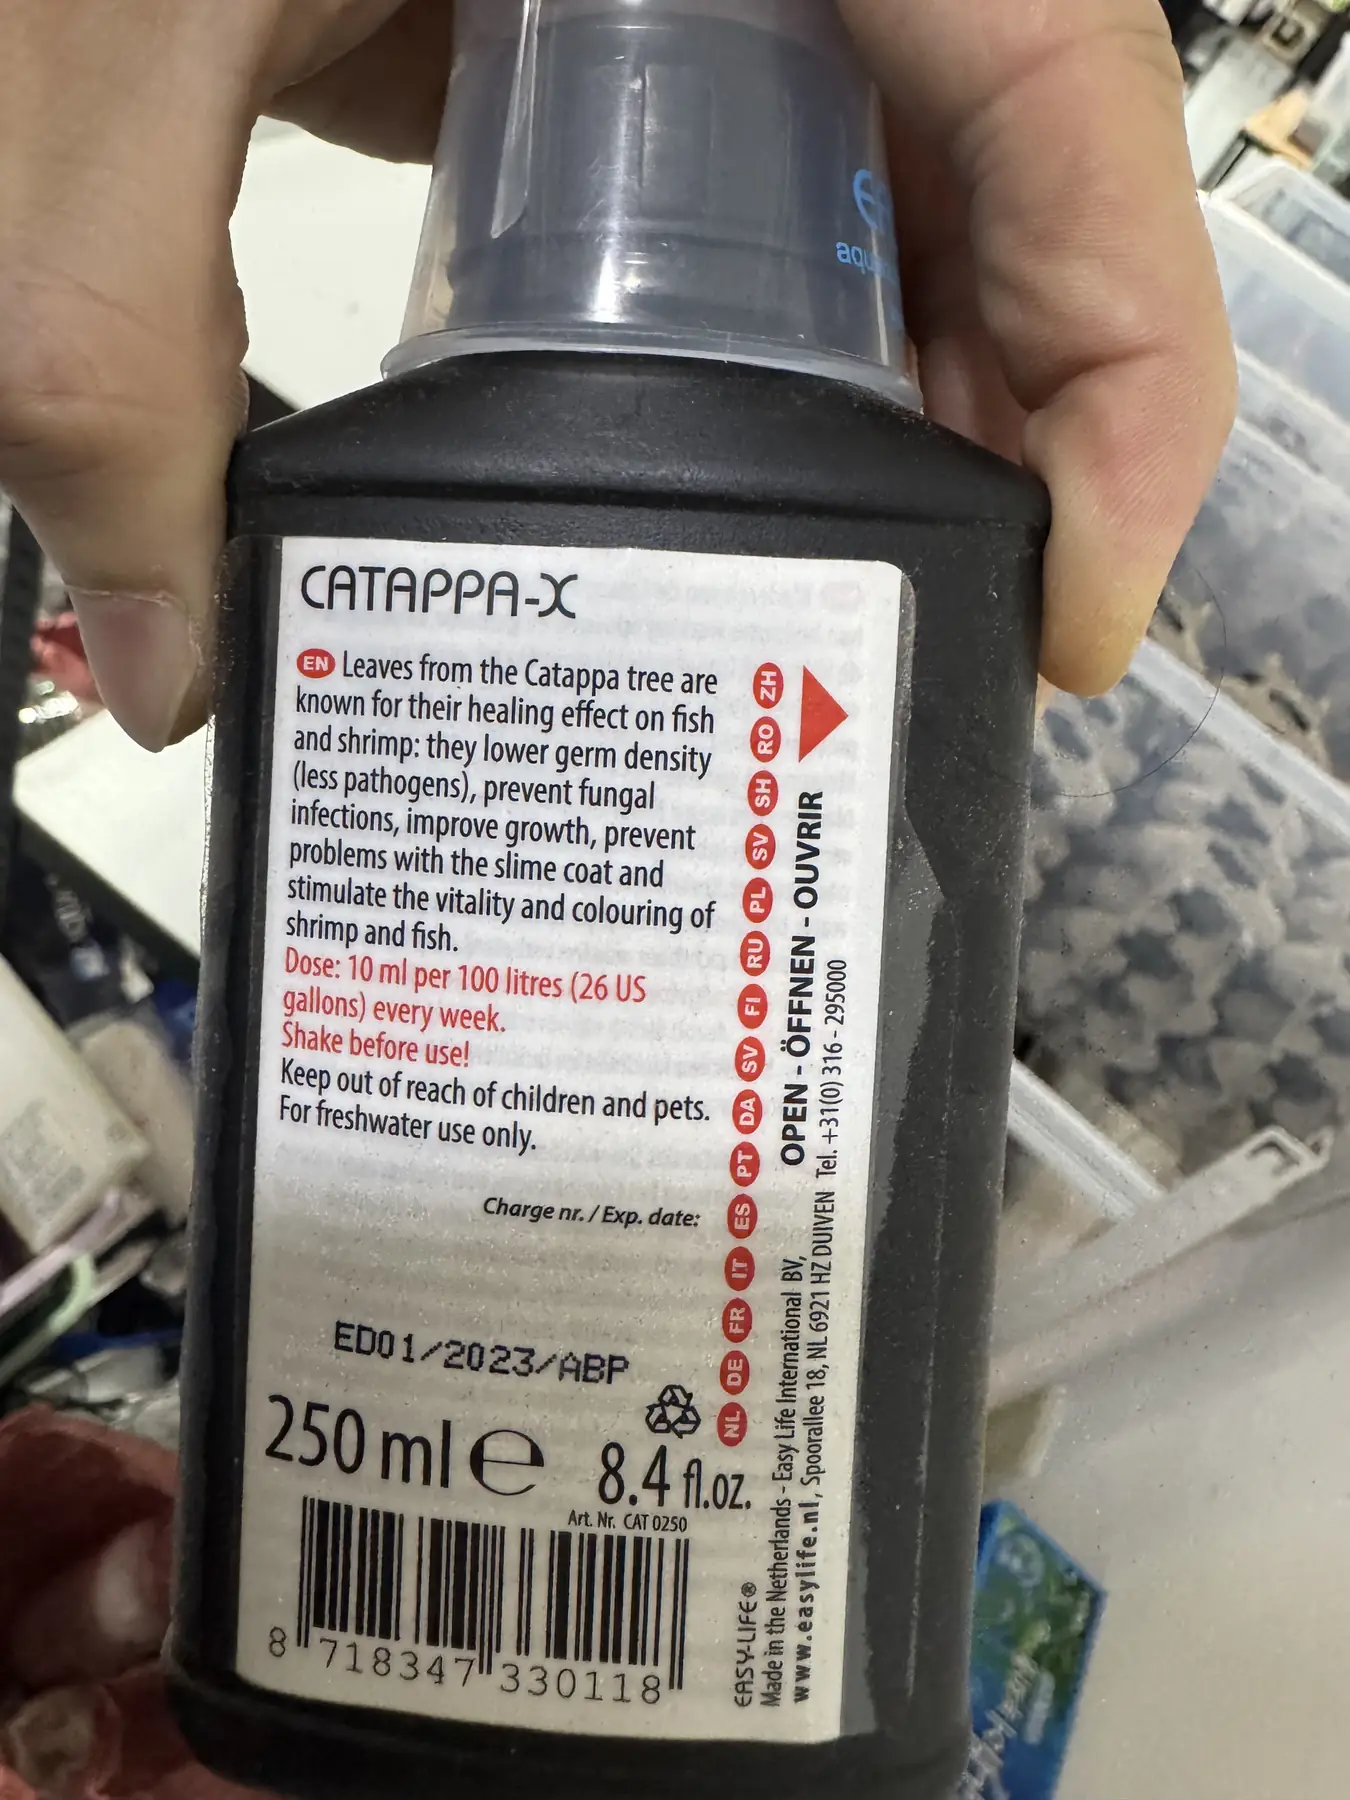 CATAPPA-X
EN Leaves from the Catappa tree are
known for their healing effect on fish
and shrimp: they lower germ density
(less pathogens), prevent fungal
infections, improve growth, prevent
problems with the slime coat and
stimulate the vitality and colouring of
shrimp and fish.
Dose: 10 ml per 100 litres (26 US
gallons) every week.
Shake before use!
Keep out of reach of children and pets.
For freshwater use only.
Charge nr. / Exp. date:
ED01/2023/ABP
250 ml e 8.4 fl.oz.
Art. Nr. CAT 0250
8 718347 330118
NL DE FR IT ES PT DA SV FI RU PL SV SH RO ZH
OPEN - ÖFFNEN - OUVRIR
EASY-LIFE®
Made in the Netherlands - Easy Life International BV,
www.easylife.nl, Spoorallee 18, NL 6921 HZ DUIVEN Tel. +31(0) 316 - 295000